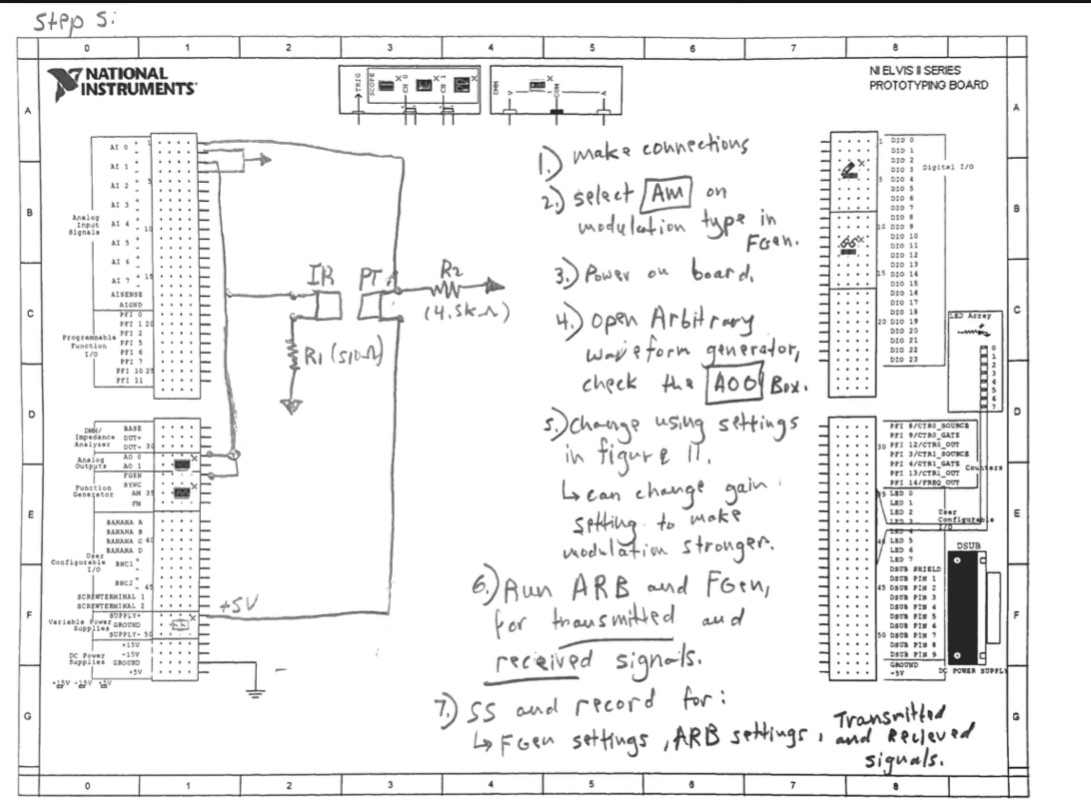 Step 5:
0 1 2 3 4 5 6 7 8
NATIONAL
INSTRUMENTS
TRIG
SCOPE
CH 0
CH 1
DMM
V
COM
A
NI ELVIS II SERIES
PROTOTYPING BOARD
A
B
C
D
E
F
G
AI 0
AI 1
AI 2
AI 3
AI 4
AI 5
AI 6
AI 7
AISENSE
AIGND
Analog
Input
Signals
PFI 0
PFI 1
PFI 2
PFI 5
PFI 6
PFI 7
PFI 10
PFI 11
Programmable
Function
I/O
DMM/
Impedance
Analyzer
BASE
DUT+
DUT-
Analog
Outputs
AO 0
AO 1
Function
Generator
FGEN
SYNC
AM
FM
BANANA A
BANANA B
BANANA C
BANANA D
User
Configurable
I/O
BNC1
BNC2
SCREWTERMINAL 1
SCREWTERMINAL 2
Variable Power
Supplies
SUPPLY+
GROUND
SUPPLY-
DC Power
Supplies
+15V
-15V
GROUND
+5V
+15V -15V +5V
IR
PT
R2
(4.5kΩ)
R1 (510Ω)
+5V
1.) make connections
2.) select AM on
modulation type in
FGen.
3.) Power on board.
4.) open Arbitrary
waveform generator,
check the AO0 Box.
5.) change using settings
in figure 11.
↳ can change gain
setting to make
modulation stronger.
6.) Run ARB and FGen,
for transmitted and
received signals.
7.) SS and record for:
↳ FGen settings, ARB settings, Transmitted
and Recieved
signals.
DIO 0
DIO 1
DIO 2
DIO 3
DIO 4
DIO 5
DIO 6
DIO 7
DIO 8
DIO 9
DIO 10
DIO 11
DIO 12
DIO 13
DIO 14
DIO 15
DIO 16
DIO 17
DIO 18
DIO 19
DIO 20
DIO 21
DIO 22
DIO 23
Digital I/O
LED Array
0
1
2
3
4
5
6
7
PFI 8/CTR0_SOURCE
PFI 9/CTR0_GATE
PFI 12/CTR0_OUT
PFI 3/CTR1_SOURCE
PFI 4/CTR1_GATE
PFI 13/CTR1_OUT
PFI 14/FREQ_OUT
Counters
LED 0
LED 1
LED 2
LED 3
LED 4
LED 5
LED 6
LED 7
User
Configurable
I/O
DSUB
DSUB SHIELD
DSUB PIN 1
DSUB PIN 2
DSUB PIN 3
DSUB PIN 4
DSUB PIN 5
DSUB PIN 6
DSUB PIN 7
DSUB PIN 8
DSUB PIN 9
GROUND
+5V
DC POWER SUPPLY
A
B
C
D
E
F
G
0 1 2 3 4 5 6 7 8